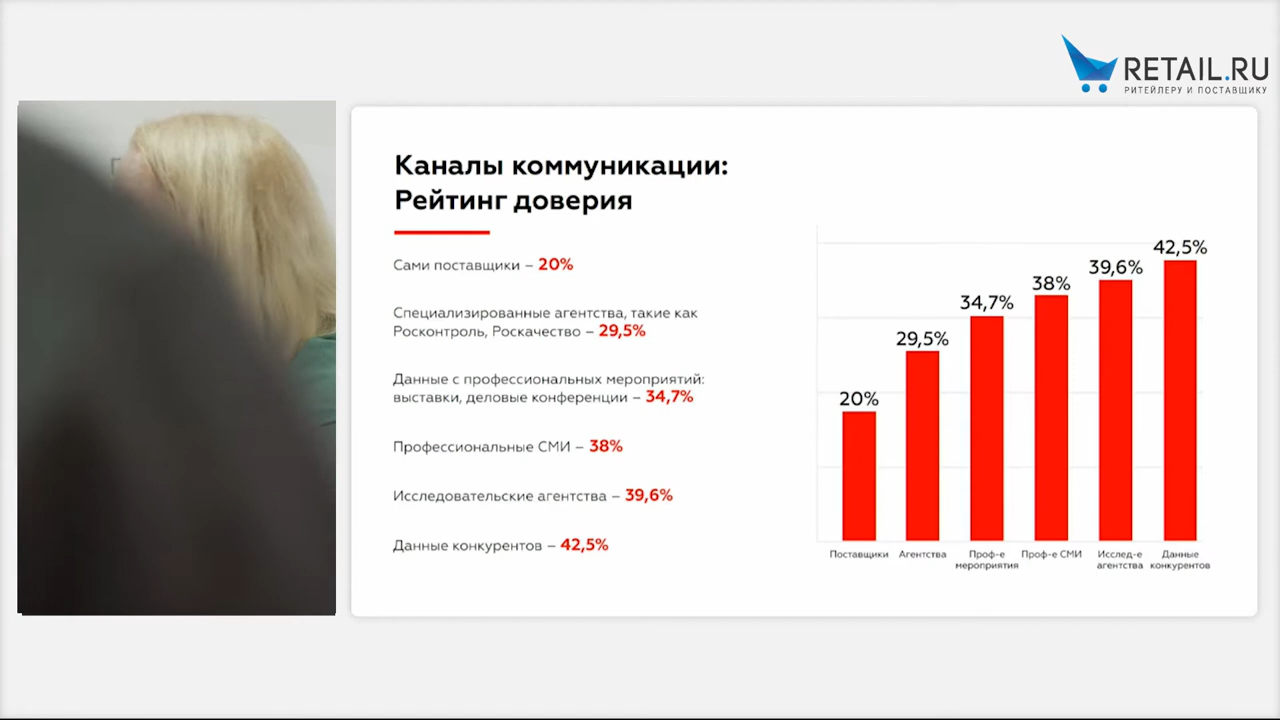 RETAIL.RU
РИТЕЙЛЕРУ И ПОСТАВЩИКУ
Каналы коммуникации:
Рейтинг доверия
Сами поставщики – 20%
Специализированные агентства, такие как
Росконтроль, Роскачество – 29,5%
Данные с профессиональных мероприятий:
выставки, деловые конференции – 34,7%
Профессиональные СМИ – 38%
Исследовательские агентства – 39,6%
Данные конкурентов – 42,5%
20%
29,5%
34,7%
38%
39,6%
42,5%
Поставщики
Агентства
Проф-е
мероприятия
Проф-е СМИ
Исслед-е
агентства
Данные
конкурентов